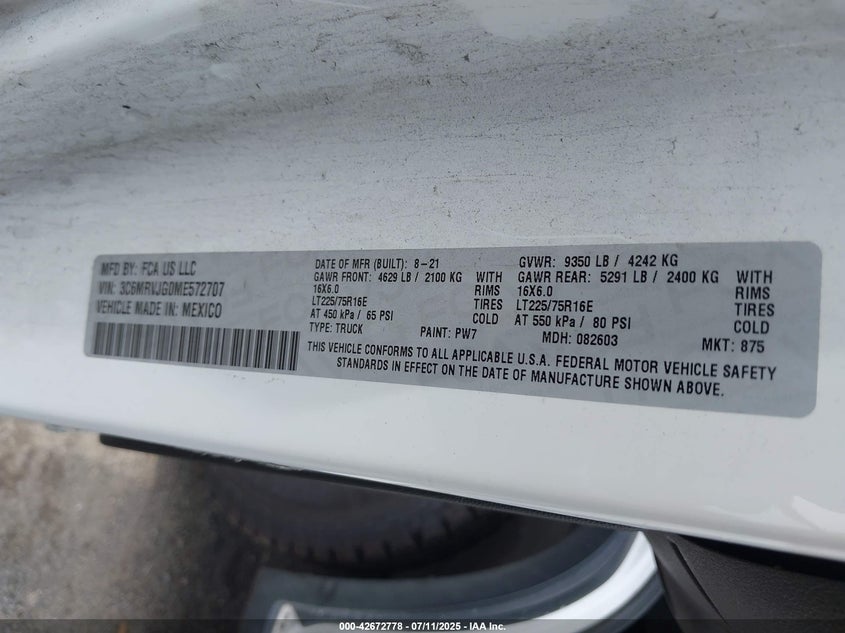 MFD BY: FCA US LLC
VIN: 3C6MRVJG0ME572707
VEHICLE MADE IN: MEXICO
DATE OF MFR (BUILT): 8-21
GVWR: 9350 LB / 4242 KG
GAWR FRONT: 4629 LB / 2100 KG WITH
16X6.0 RIMS
LT225/75R16E TIRES
AT 450 kPa / 65 PSI COLD
GAWR REAR: 5291 LB / 2400 KG WITH
16X6.0 RIMS
LT225/75R16E TIRES
AT 550 kPa / 80 PSI COLD
TYPE: TRUCK PAINT: PW7 MDH: 082603 MKT: 875
THIS VEHICLE CONFORMS TO ALL APPLICABLE U.S.A. FEDERAL MOTOR VEHICLE SAFETY
STANDARDS IN EFFECT ON THE DATE OF MANUFACTURE SHOWN ABOVE.
000-42672778 - 07/11/2025 - IAA Inc.